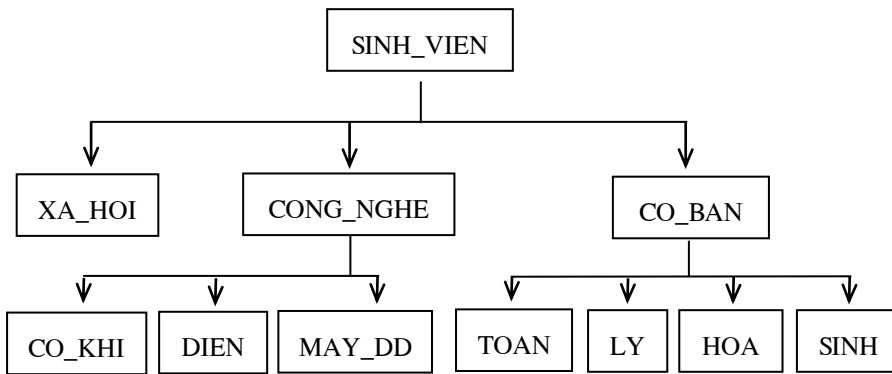 SINH_VIEN
XA_HOI
CONG_NGHE
CO_BAN
CO_KHI
DIEN
MAY_DD
TOAN
LY
HOA
SINH